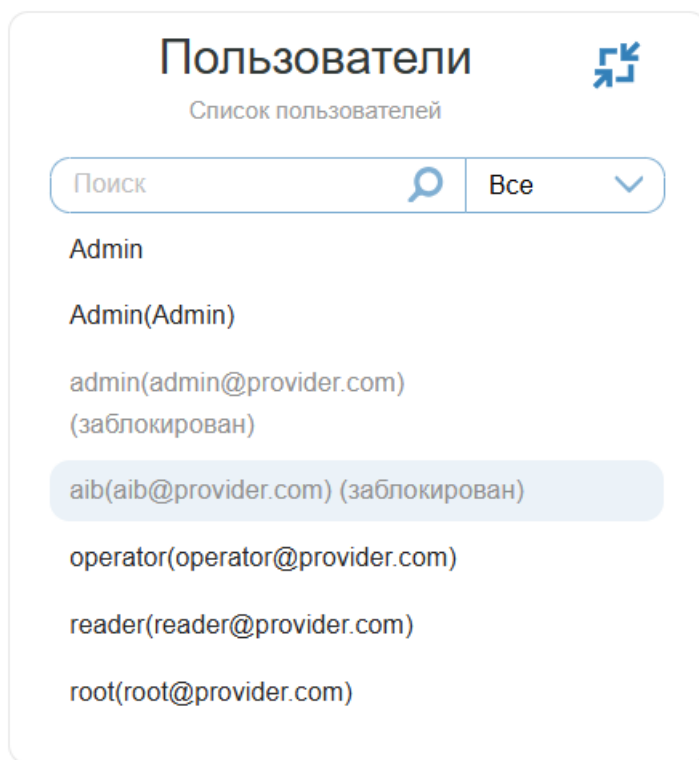 Пользователи
Список пользователей
Поиск
Все
Admin
Admin(Admin)
admin(admin@provider.com)
(заблокирован)
aib(aib@provider.com) (заблокирован)
operator(operator@provider.com)
reader(reader@provider.com)
root(root@provider.com)